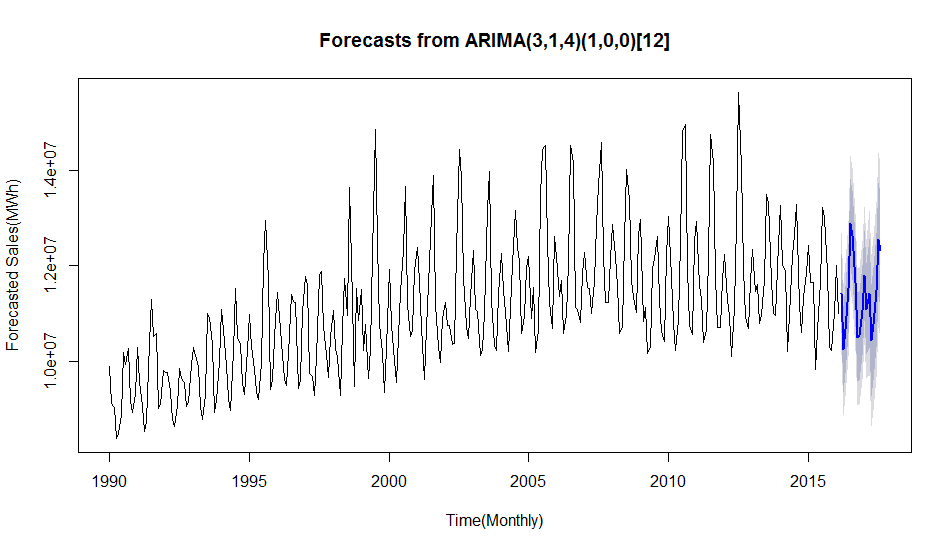 Forecasts from ARIMA(3,1,4)(1,0,0)[12]
Forecasted Sales(MWh)
1.4e+07
1.2e+07
1.0e+07
1990 1995 2000 2005 2010 2015
Time(Monthly)